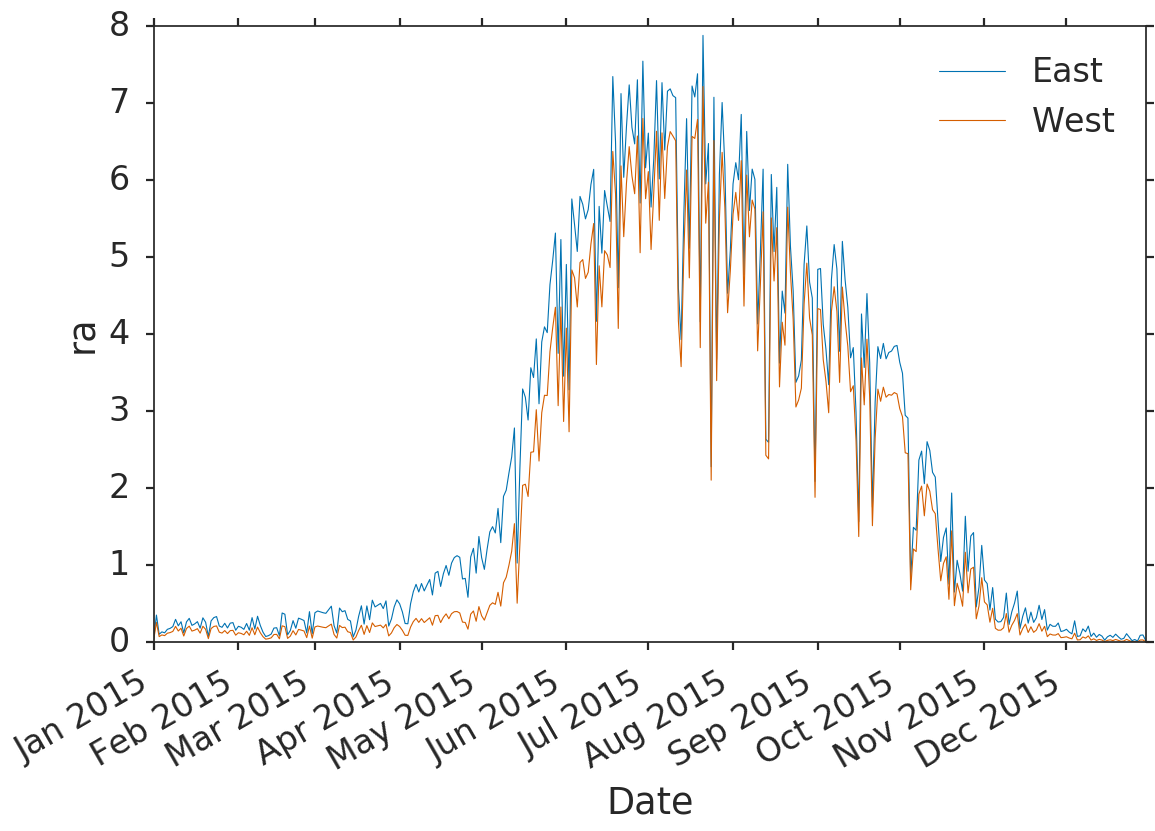 8
7
6
5
4
3
2
1
0
ra
East
West
Jan 2015
Feb 2015
Mar 2015
Apr 2015
May 2015
Jun 2015
Jul 2015
Aug 2015
Sep 2015
Oct 2015
Nov 2015
Dec 2015
Date